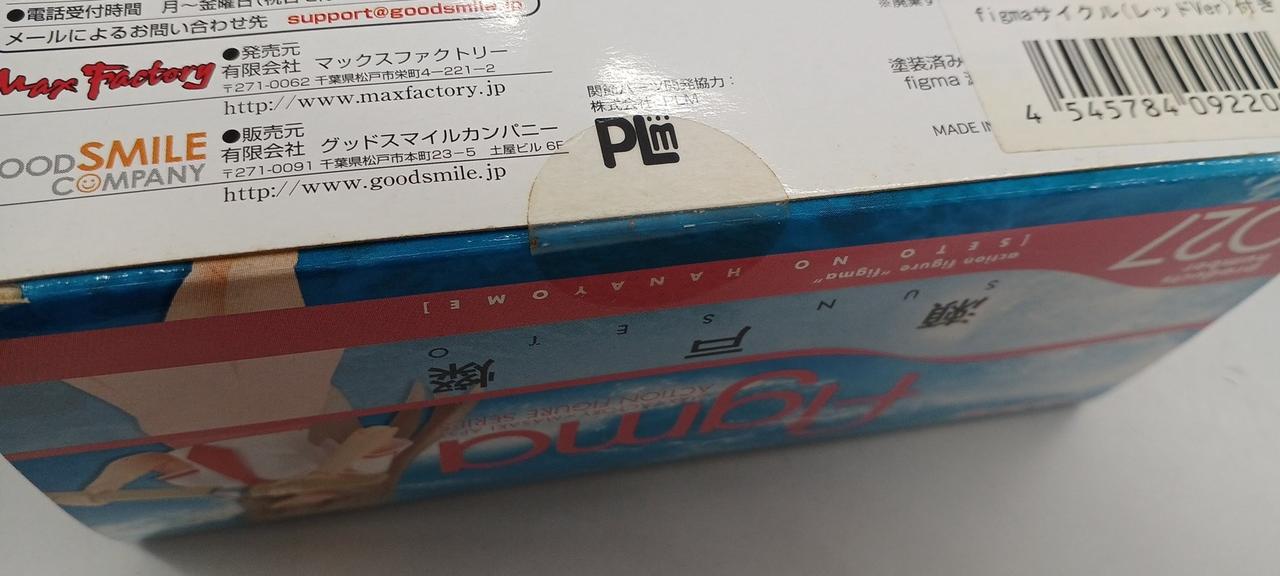 ●電話受付時間 月~金曜日(祝日
メールによるお問い合わせ先 support@goodsmile.jp
Max Factory
●発売元
有限会社 マックスファクトリー
〒271-0062 千葉県松戸市栄町4-221-2
http://www.maxfactory.jp
OOD SMILE COMPANY
●販売元
有限会社 グッドスマイルカンパニー
〒271-0091 千葉県松戸市本町23-5 土屋ビル6F
http://www.goodsmile.jp
発協力:
株式会社 PLM
PLM
※廃棄す
塗装済み
figma
MADE IN
figmaサイクル(レッドVer)付き
4 545784 09220
027
action figure "figma"
[SETO NO HANAYOME]
瀬戸 燦
SUN SETO
figma
ACTION FIGURE SERIES